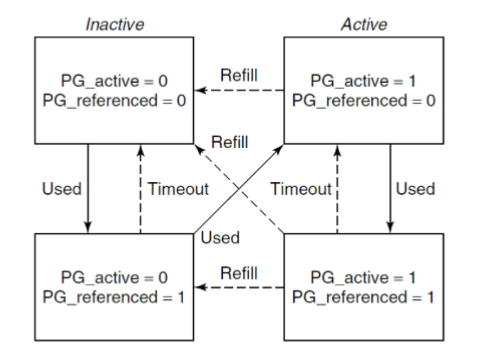 Inactive
Active
PG_active = 0
PG_referenced = 0
Refill
PG_active = 1
PG_referenced = 0
Refill
Used
Timeout
Timeout
Used
Used
PG_active = 0
PG_referenced = 1
Refill
PG_active = 1
PG_referenced = 1